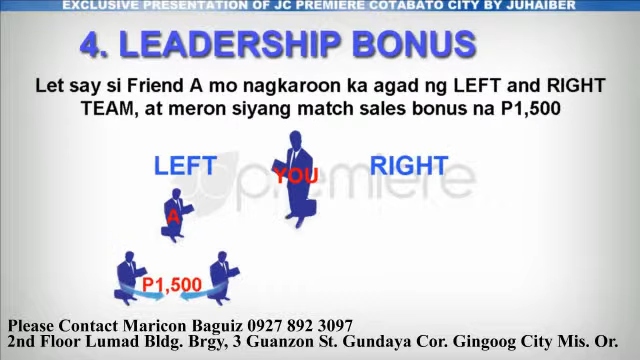 EXCLUSIVE PRESENTATION OF JC PREMIERE COTABATO CITY BY JUHAIBER
4. LEADERSHIP BONUS
Let say si Friend A mo nagkaroon ka agad ng LEFT and RIGHT
TEAM, at meron siyang match sales bonus na P1,500
LEFT
RIGHT
YOU
JC premiere
A
P1,500
Please Contact Maricon Baguiz 0927 892 3097
2nd Floor Lumad Bldg. Brgy, 3 Guanzon St. Gundaya Cor. Gingoog City Mis. Or.